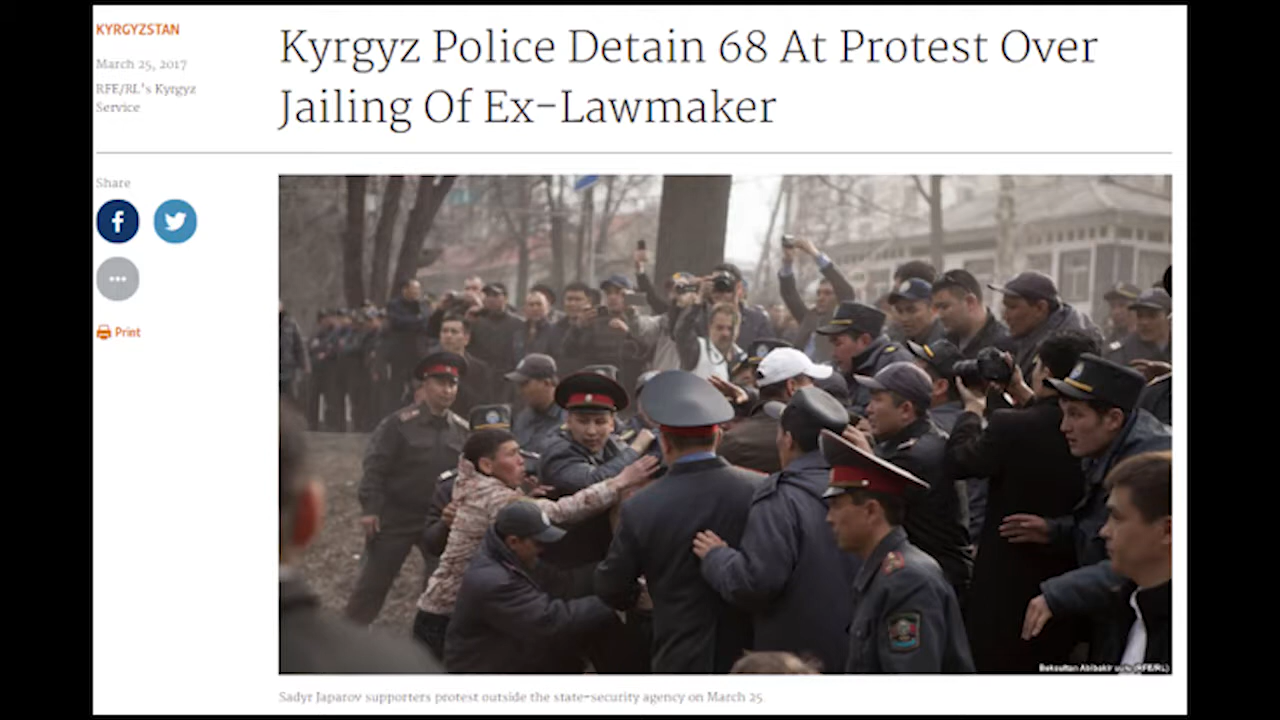 KYRGYZSTAN
March 25, 2017
RFE/RL's Kyrgyz
Service
Kyrgyz Police Detain 68 At Protest Over
Jailing Of Ex-Lawmaker
Share
Print
(RFE/RL)
Sadyr Japarov supporters protest outside the state-security agency on March 25.